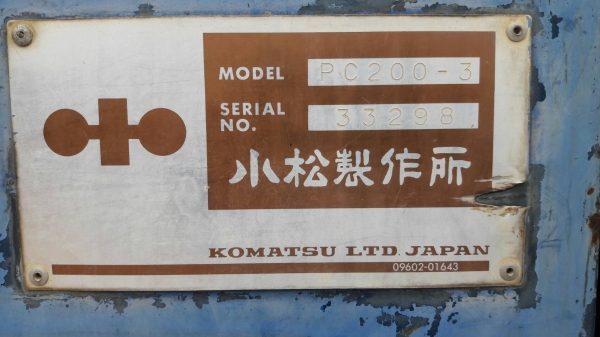 MODEL PC200-3
SERIAL NO. 33298
小松製作所
KOMATSU LTD. JAPAN
09602-01643